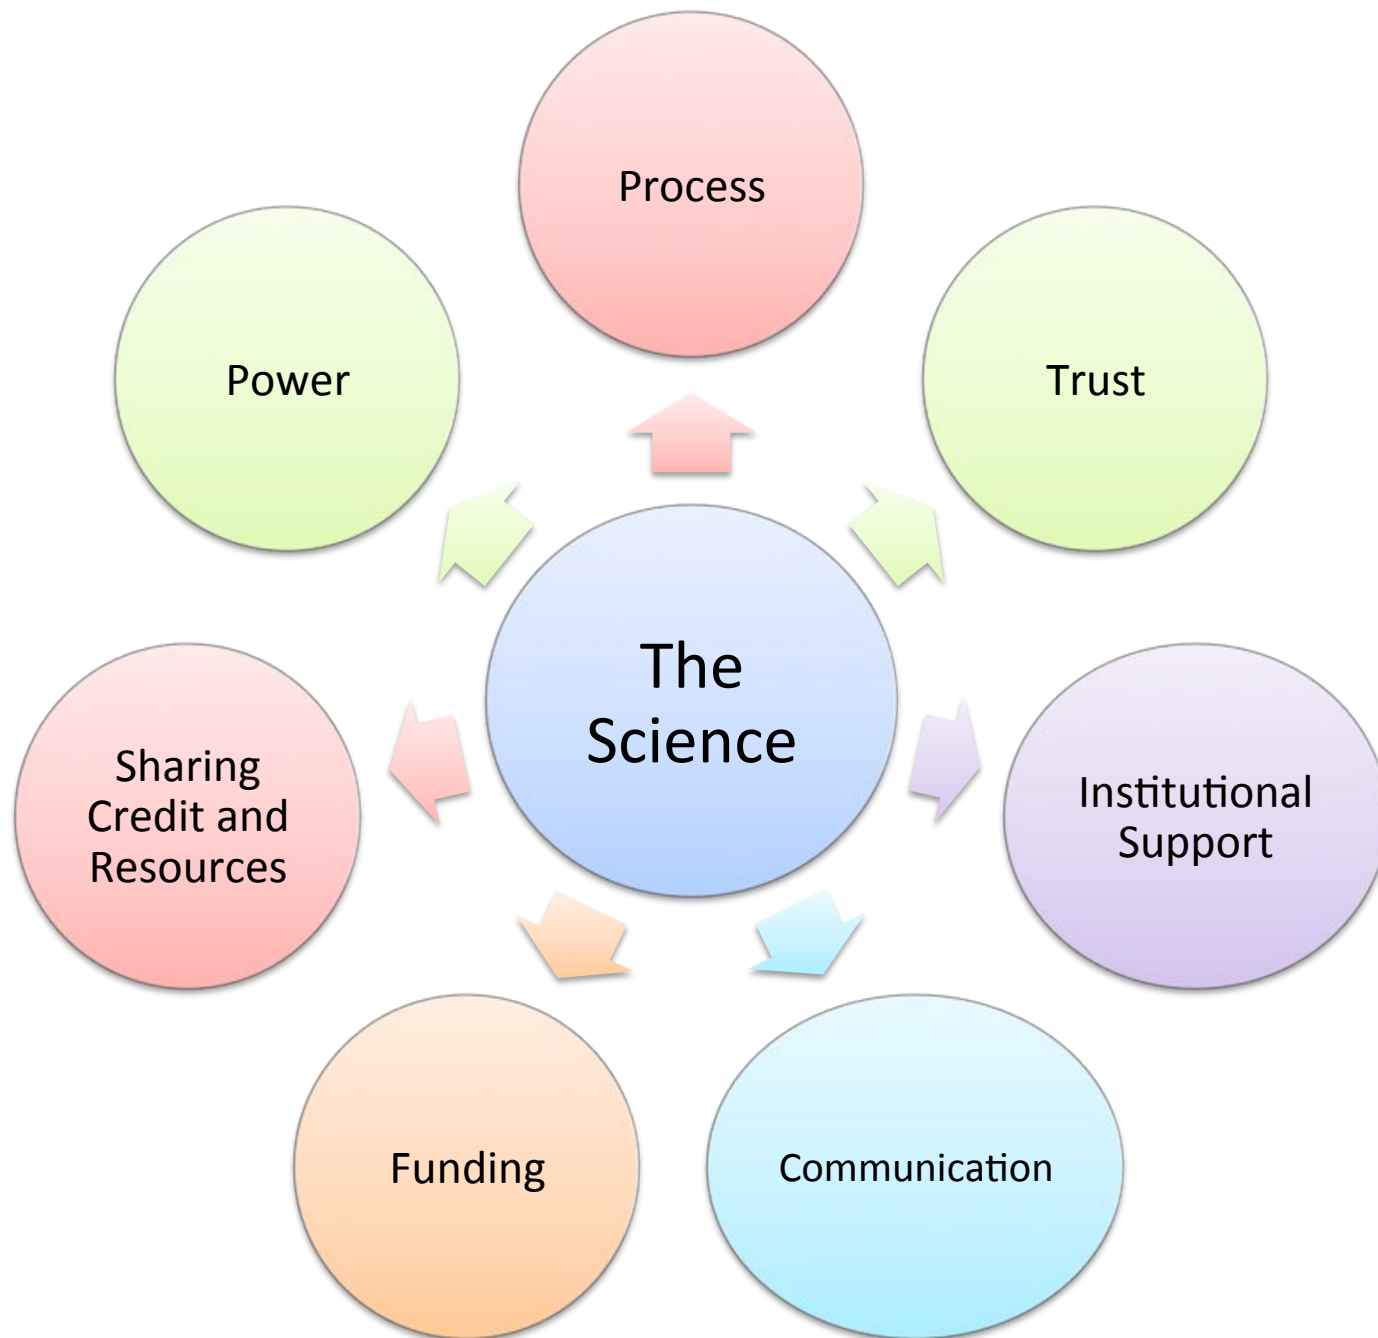 Process
Power
Trust
The
Science
Sharing
Credit and
Resources
Institutional
Support
Funding
Communication